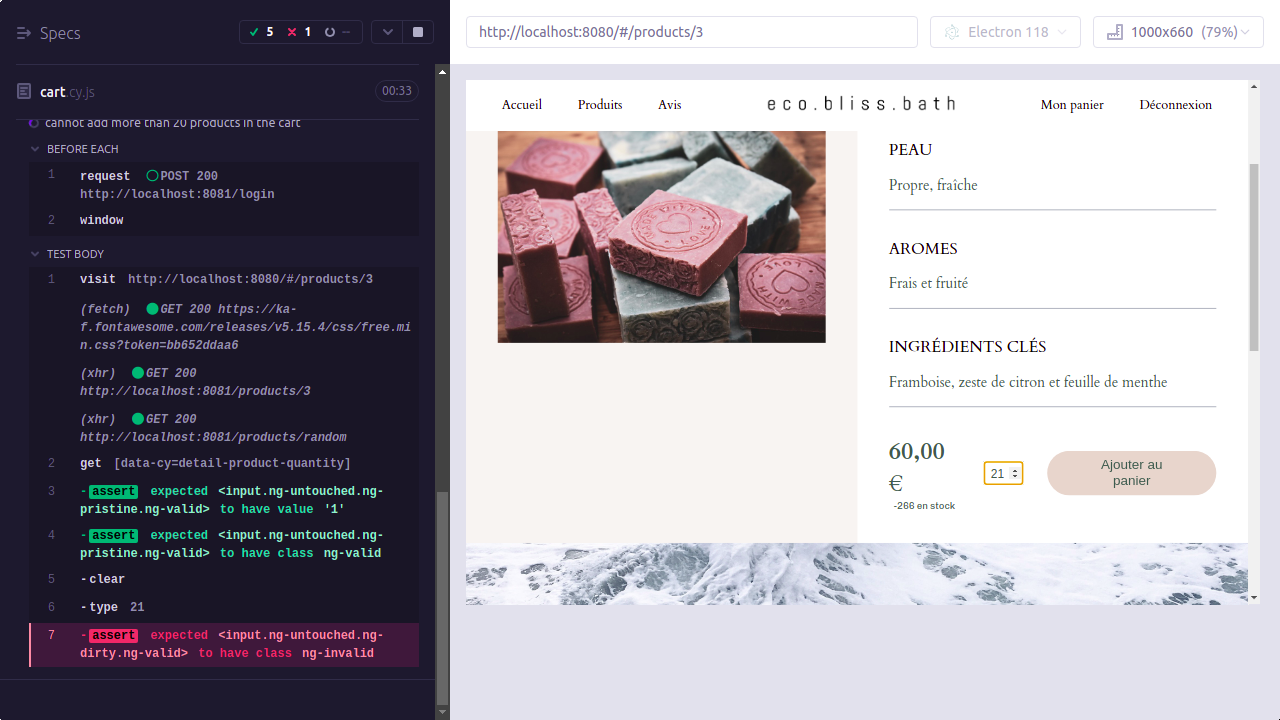 Specs
5 1 --
cart.cy.js
00:33
cannot add more than 20 products in the cart
BEFORE EACH
1 request POST 200
http://localhost:8081/login
2 window
TEST BODY
1 visit http://localhost:8080/#/products/3
(fetch) GET 200 https://ka-
f.fontawesome.com/releases/v5.15.4/css/free.mi
n.css?token=bb652ddaa6
(xhr) GET 200
http://localhost:8081/products/3
(xhr) GET 200
http://localhost:8081/products/random
2 get [data-cy=detail-product-quantity]
3 -assert expected <input.ng-untouched.ng-
pristine.ng-valid> to have value '1'
4 -assert expected <input.ng-untouched.ng-
pristine.ng-valid> to have class ng-valid
5 -clear
6 -type 21
7 -assert expected <input.ng-untouched.ng-
dirty.ng-valid> to have class ng-invalid
http://localhost:8080/#/products/3
Electron 118
1000x660 (79%)
Accueil Produits Avis eco.bliss.bath Mon panier Déconnexion
PEAU
Propre, fraîche
AROMES
Frais et fruité
INGRÉDIENTS CLÉS
Framboise, zeste de citron et feuille de menthe
60,00
€
21
Ajouter au
panier
-266 en stock